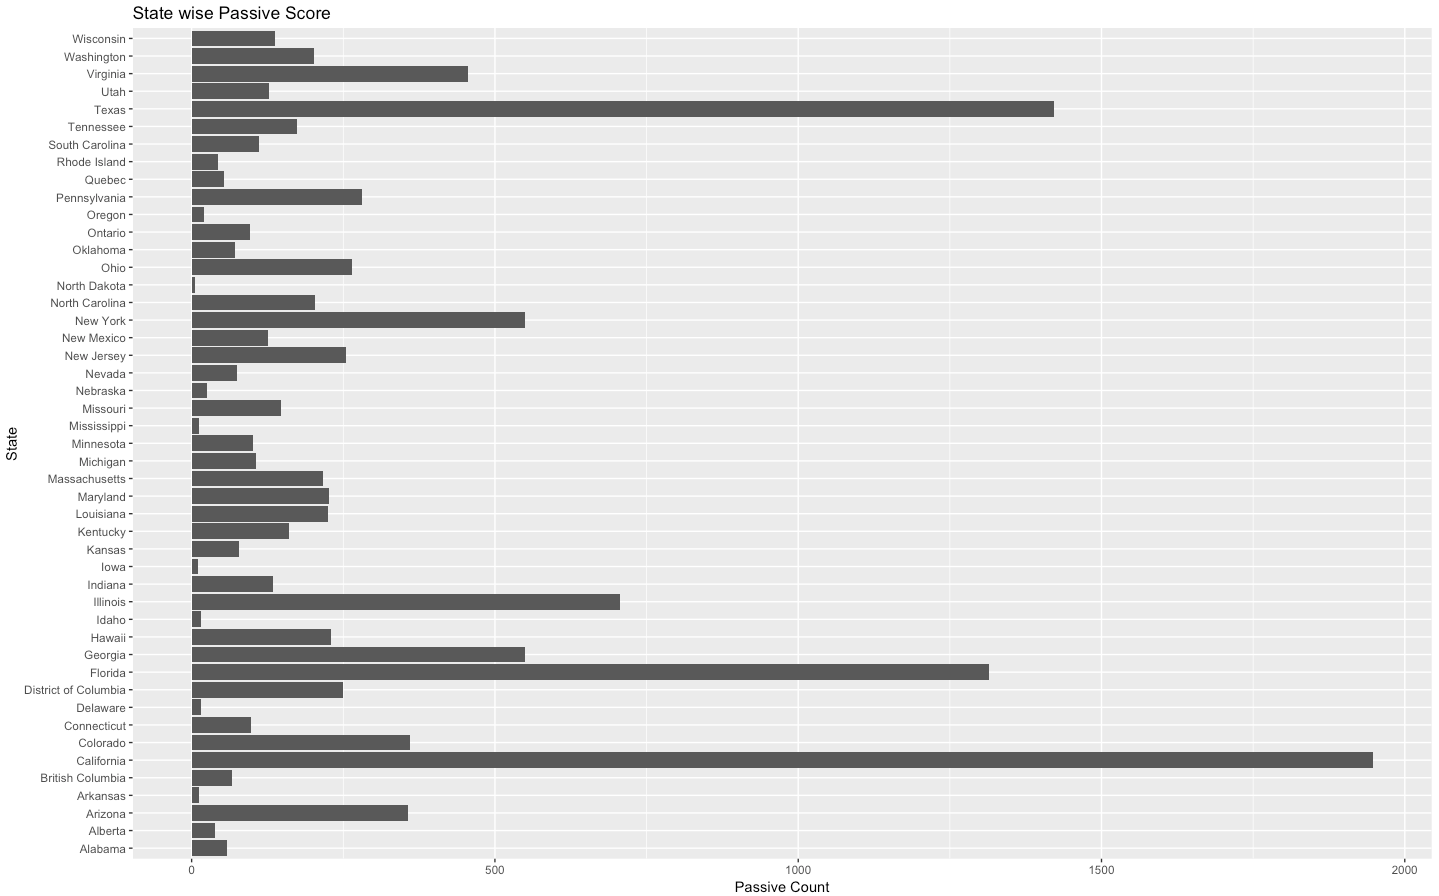 State wise Passive Score
Wisconsin
Washington
Virginia
Utah
Texas
Tennessee
South Carolina
Rhode Island
Quebec
Pennsylvania
Oregon
Ontario
Oklahoma
Ohio
North Dakota
North Carolina
New York
New Mexico
New Jersey
Nevada
Nebraska
Missouri
Mississippi
Minnesota
Michigan
Massachusetts
Maryland
Louisiana
Kentucky
Kansas
Iowa
Indiana
Illinois
Idaho
Hawaii
Georgia
Florida
District of Columbia
Delaware
Connecticut
Colorado
California
British Columbia
Arkansas
Arizona
Alberta
Alabama
State
0 500 1000 1500 2000
Passive Count